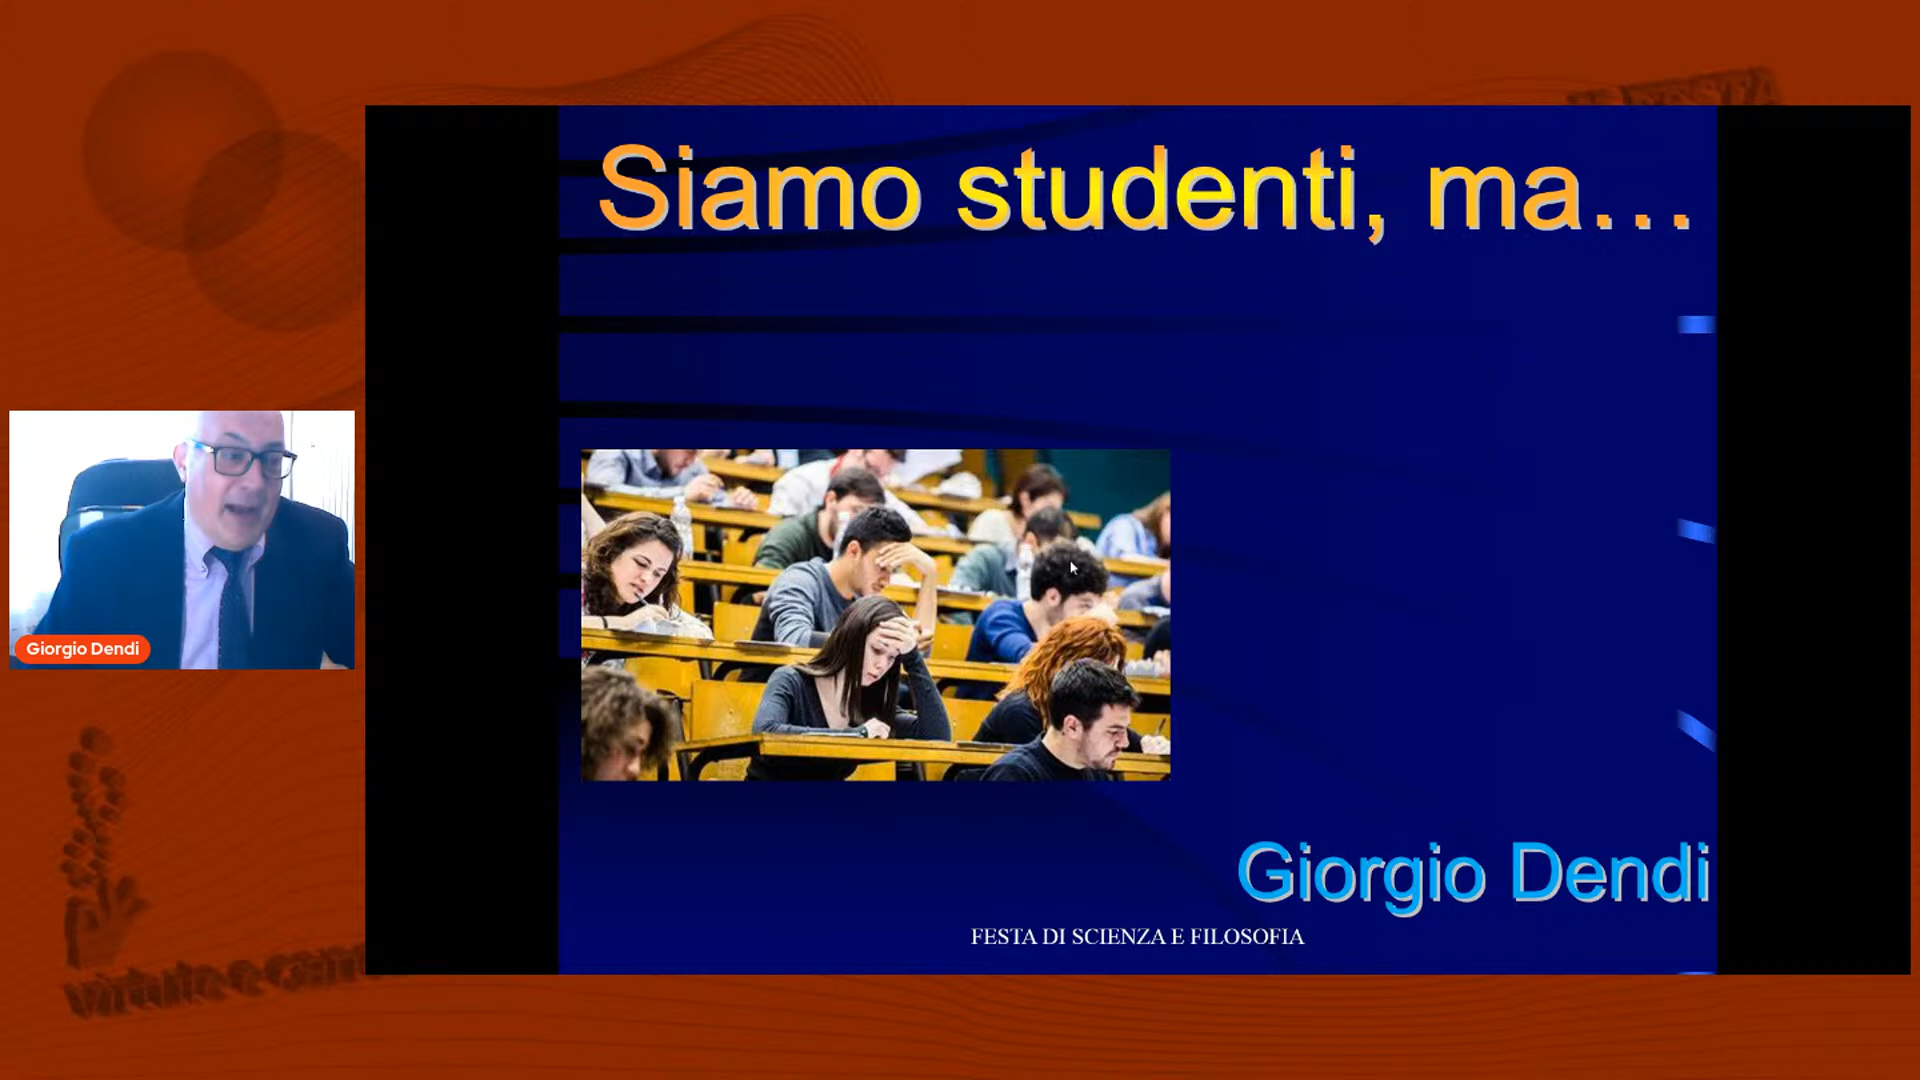 Siamo studenti, ma...
Giorgio Dendi
Giorgio Dendi
FESTA DI SCIENZA E FILOSOFIA